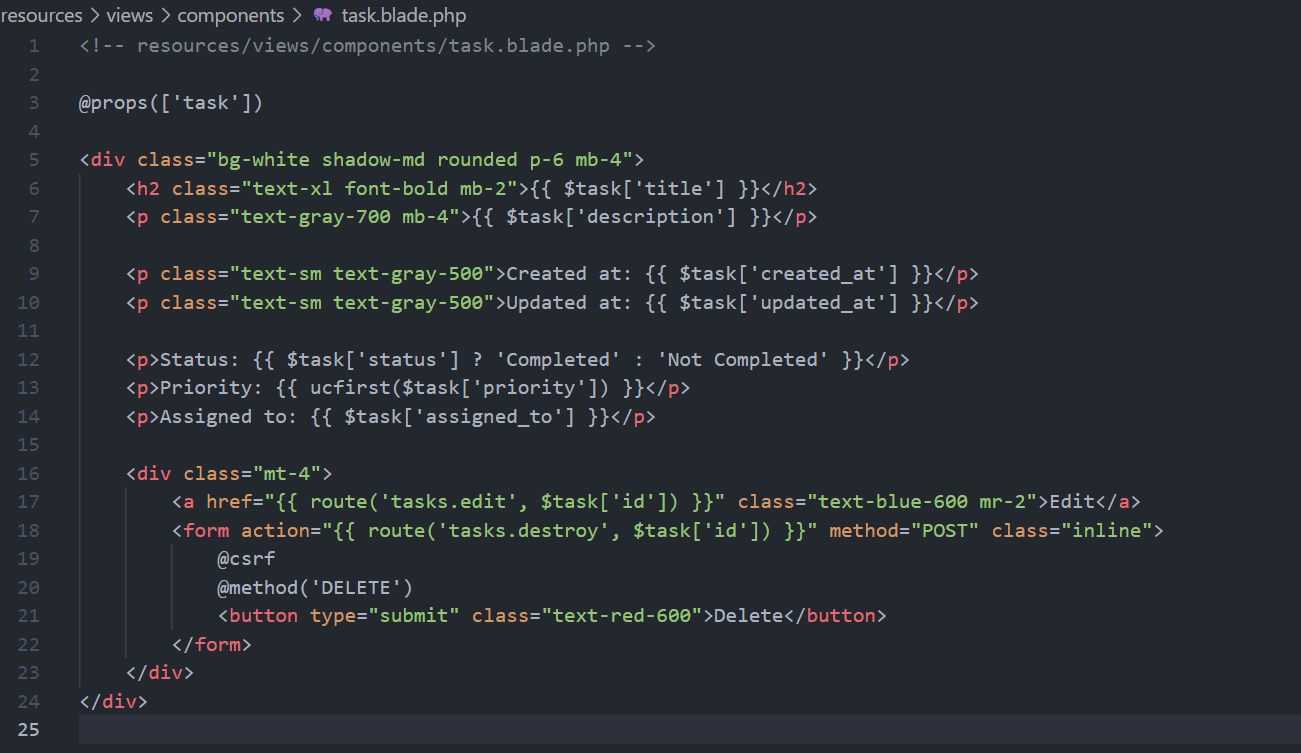 resources > views > components > task.blade.php
1 <!-- resources/views/components/task.blade.php -->
2
3 @props(['task'])
4
5 <div class="bg-white shadow-md rounded p-6 mb-4">
6     <h2 class="text-xl font-bold mb-2">{{ $task['title'] }}</h2>
7     <p class="text-gray-700 mb-4">{{ $task['description'] }}</p>
8
9     <p class="text-sm text-gray-500">Created at: {{ $task['created_at'] }}</p>
10     <p class="text-sm text-gray-500">Updated at: {{ $task['updated_at'] }}</p>
11
12     <p>Status: {{ $task['status'] ? 'Completed' : 'Not Completed' }}</p>
13     <p>Priority: {{ ucfirst($task['priority']) }}</p>
14     <p>Assigned to: {{ $task['assigned_to'] }}</p>
15
16     <div class="mt-4">
17         <a href="{{ route('tasks.edit', $task['id']) }}" class="text-blue-600 mr-2">Edit</a>
18         <form action="{{ route('tasks.destroy', $task['id']) }}" method="POST" class="inline">
19             @csrf
20             @method('DELETE')
21             <button type="submit" class="text-red-600">Delete</button>
22         </form>
23     </div>
24 </div>
25